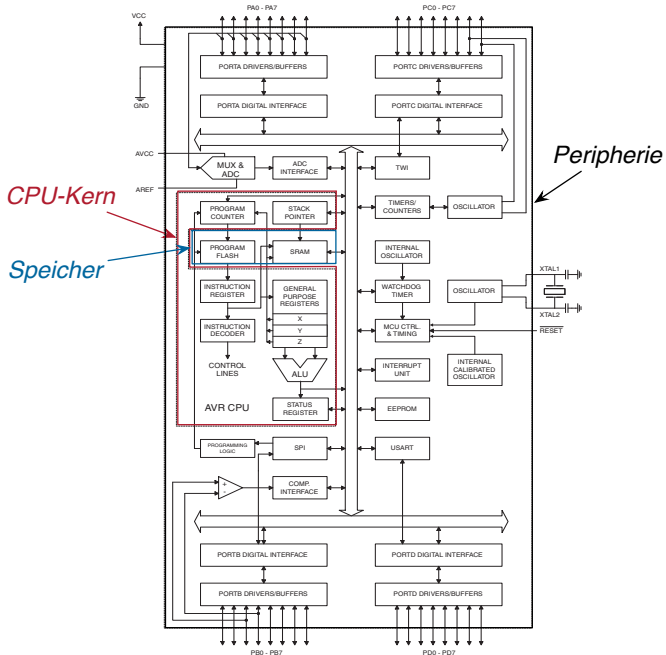 PA0 - PA7
PC0 - PC7
VCC
GND
PORTA DRIVERS/BUFFERS
PORTC DRIVERS/BUFFERS
PORTA DIGITAL INTERFACE
PORTC DIGITAL INTERFACE
AVCC
MUX &
ADC
ADC
INTERFACE
TWI
AREF
Peripherie
CPU-Kern
PROGRAM
COUNTER
STACK
POINTER
TIMERS/
COUNTERS
OSCILLATOR
Speicher
PROGRAM
FLASH
SRAM
INTERNAL
OSCILLATOR
INSTRUCTION
REGISTER
GENERAL
PURPOSE
REGISTERS
X
Y
Z
WATCHDOG
TIMER
OSCILLATOR
XTAL1
XTAL2
INSTRUCTION
DECODER
MCU CTRL.
& TIMING
RESET
CONTROL
LINES
ALU
INTERRUPT
UNIT
INTERNAL
CALIBRATED
OSCILLATOR
AVR CPU
STATUS
REGISTER
EEPROM
PROGRAMMING
LOGIC
SPI
USART
+
-
COMP.
INTERFACE
PORTB DIGITAL INTERFACE
PORTD DIGITAL INTERFACE
PORTB DRIVERS/BUFFERS
PORTD DRIVERS/BUFFERS
PB0 - PB7
PD0 - PD7